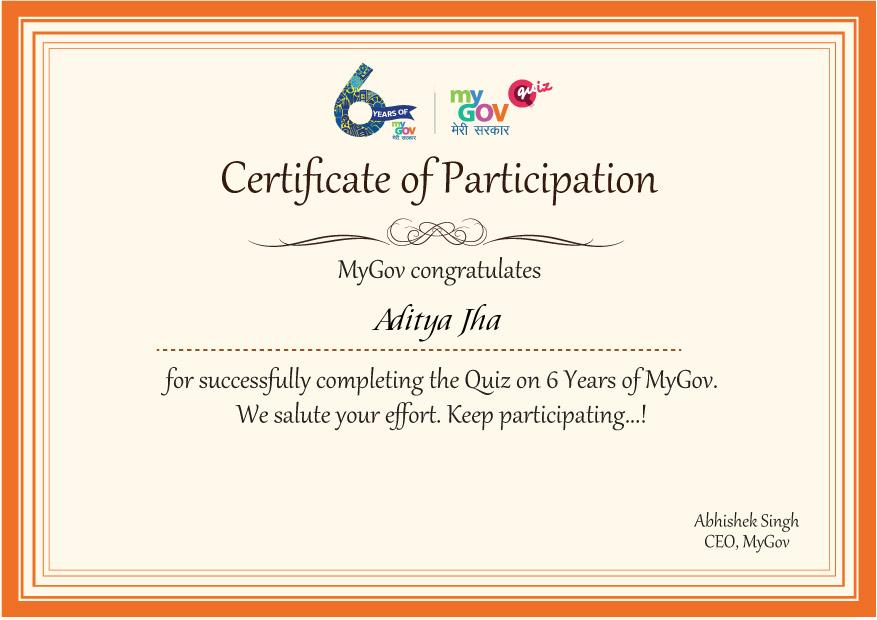 6 YEARS OF
my
GOV
मेरी सरकार
my quiz
GOV
मेरी सरकार
Certificate of Participation
MyGov congratulates
Aditya Jha
for successfully completing the Quiz on 6 Years of MyGov.
We salute your effort. Keep participating...!
Abhishek Singh
CEO, MyGov